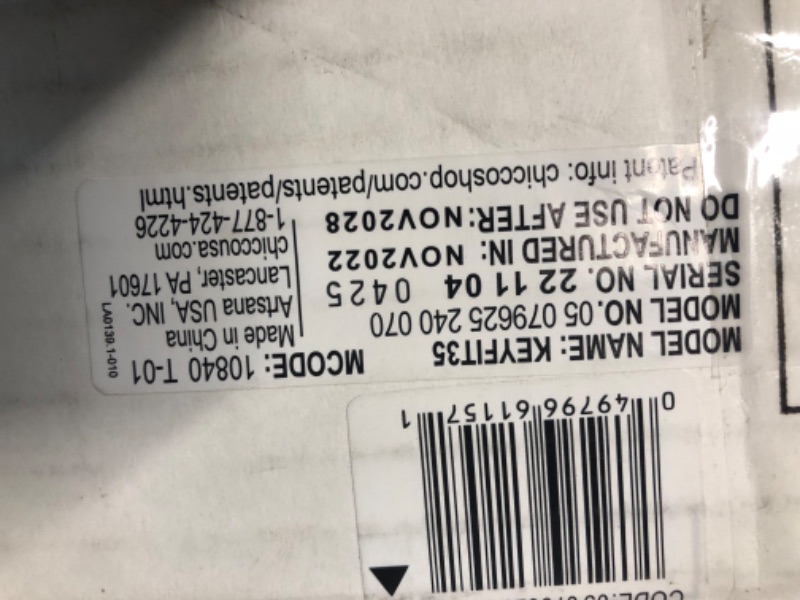 MODEL NAME: KEYFIT35 MCODE: 10840 T-01
MODEL NO. 05 079625 240 070
SERIAL NO. 22 11 04 0425
MANUFACTURED IN: NOV2022
DO NOT USE AFTER: NOV2028
Made in China
Artsana USA, INC.
Lancaster, PA 17601
chiccousa.com
1-877-424-4226
Patent info: chiccoshop.com/patents/patents.html
LA0139.1-010
0 49796 61157 1